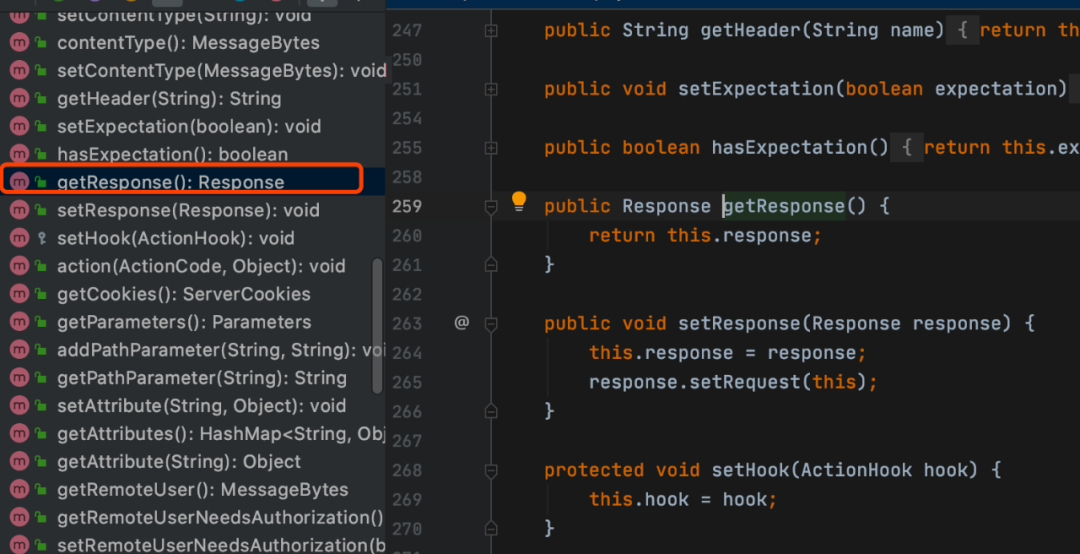 setContentType(String): void
contentType(): MessageBytes
setContentType(MessageBytes): void
getHeader(String): String
setExpectation(boolean): void
hasExpectation(): boolean
getResponse(): Response
setResponse(Response): void
setHook(ActionHook): void
action(ActionCode, Object): void
getCookies(): ServerCookies
getParameters(): Parameters
addPathParameter(String, String): voi
getPathParameter(String): String
setAttribute(String, Object): void
getAttributes(): HashMap<String, Obj
getAttribute(String): Object
getRemoteUser(): MessageBytes
getRemoteUserNeedsAuthorization()
setRemoteUserNeedsAuthorization(b
247 public String getHeader(String name) { return th
250
251 public void setExpectation(boolean expectation)
254
255 public boolean hasExpectation() { return this.ex
258
259 public Response getResponse() {
260 return this.response;
261 }
262
263 @ public void setResponse(Response response) {
264 this.response = response;
265 response.setRequest(this);
266 }
267
268 protected void setHook(ActionHook hook) {
269 this.hook = hook;
270 }